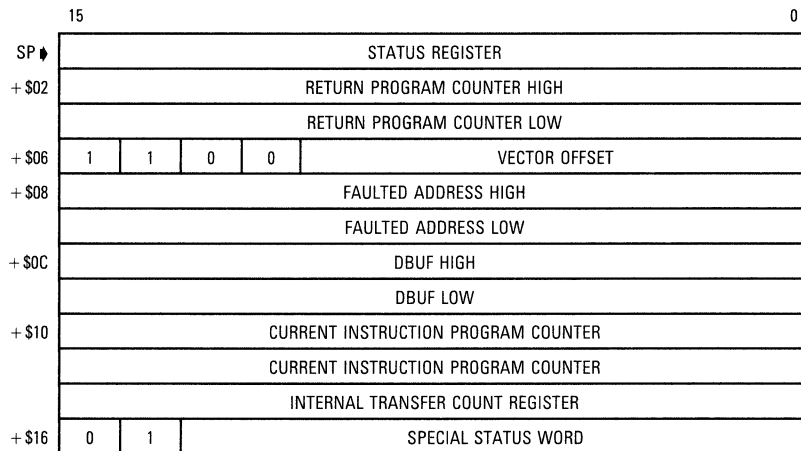 15 0
SP STATUS REGISTER
+$02 RETURN PROGRAM COUNTER HIGH
RETURN PROGRAM COUNTER LOW
+$06 1 1 0 0 VECTOR OFFSET
+$08 FAULTED ADDRESS HIGH
FAULTED ADDRESS LOW
+$0C DBUF HIGH
DBUF LOW
+$10 CURRENT INSTRUCTION PROGRAM COUNTER
CURRENT INSTRUCTION PROGRAM COUNTER
INTERNAL TRANSFER COUNT REGISTER
+$16 0 1 SPECIAL STATUS WORD